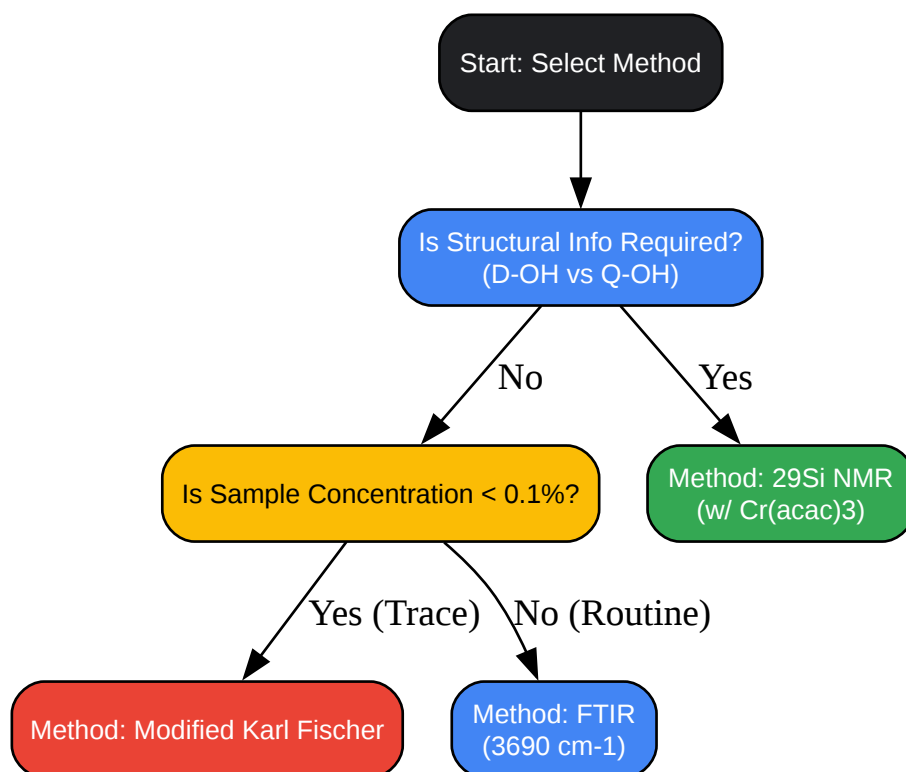 Start: Select Method
Is Structural Info Required?
(D-OH vs Q-OH)
No
Yes
Is Sample Concentration < 0.1%?
Method: 29Si NMR
(w/ Cr(acac)3)
Yes (Trace)
No (Routine)
Method: Modified Karl Fischer
Method: FTIR
(3690 cm-1)